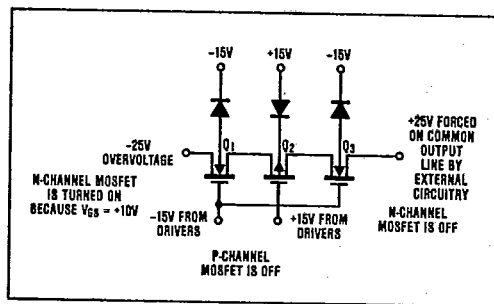 -15V
+15V
-15V
-25V
OVERVOLTAGE
Q1
Q2
Q3
+25V FORCED
ON COMMON
OUTPUT
LINE BY
EXTERNAL
CIRCUITRY
N-CHANNEL MOSFET
IS TURNED ON
BECAUSE VGS = +10V
-15V FROM
DRIVERS
+15V FROM
DRIVERS
N-CHANNEL
MOSFET IS OFF
P-CHANNEL
MOSFET IS OFF